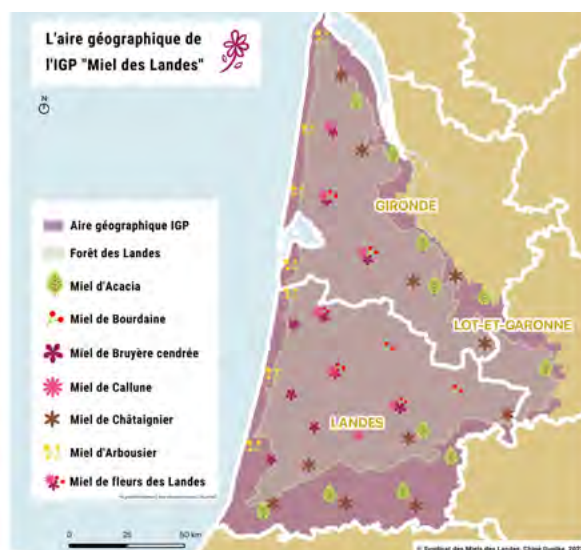 L'aire géographique de
l'IGP "Miel des Landes"
N
GIRONDE
Aire géographique IGP
Forêt des Landes
Miel d'Acacia
Miel de Bourdaine
LOT-ET-GARONNE
Miel de Bruyère cendrée
Miel de Callune
Miel de Châtaignier
LANDES
Miel d'Arbousier
Miel de fleurs des Landes
0 25 50 km
© Syndicat des Miels des Landes,